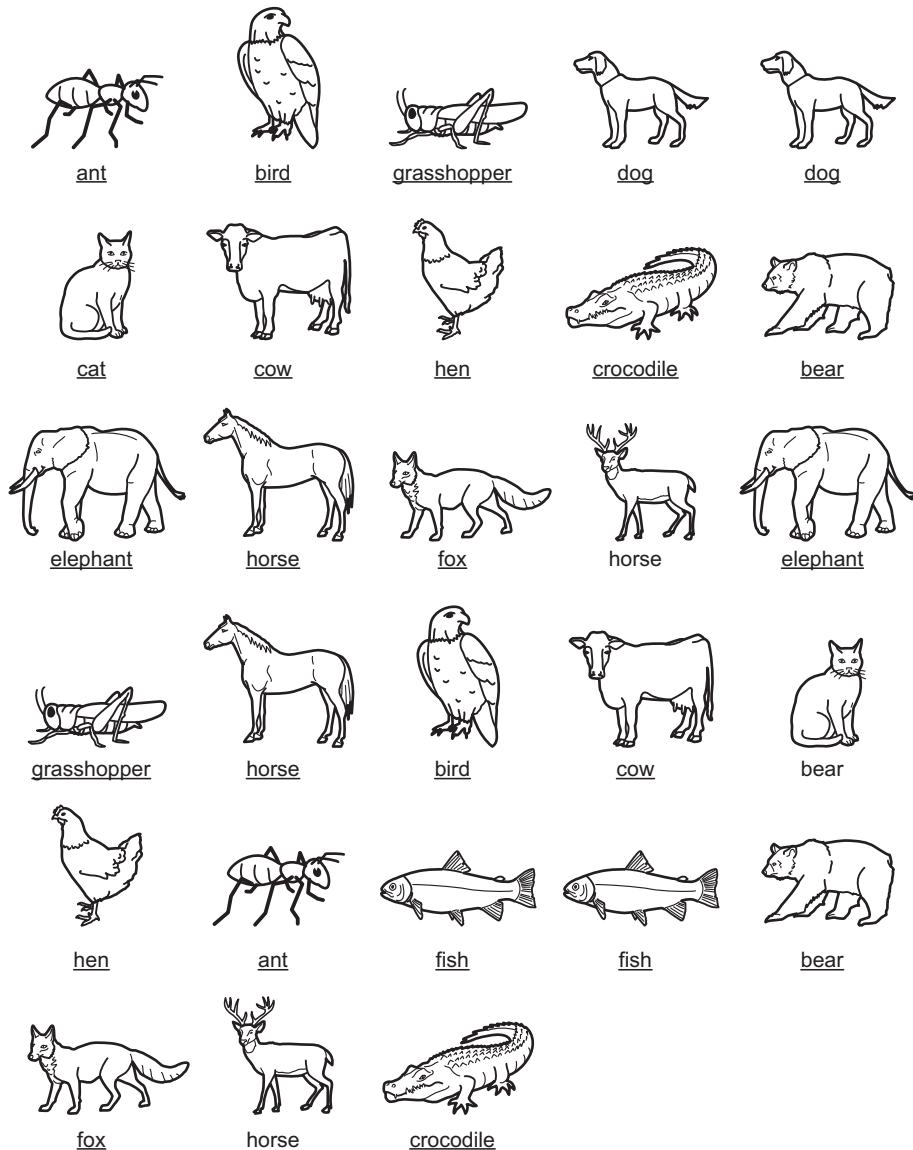 ant bird grasshopper dog dog
cat cow hen crocodile bear
elephant horse fox horse elephant
grasshopper horse bird cow bear
hen ant fish fish bear
fox horse crocodile